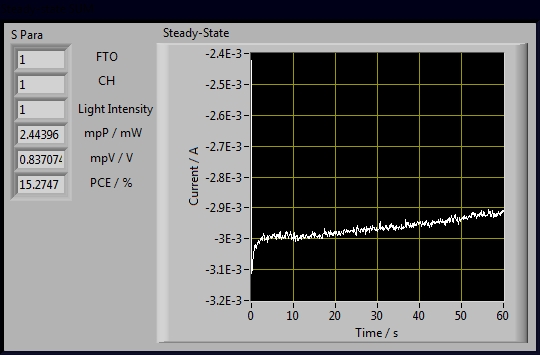 S Para
1 FTO
1 CH
1 Light Intensity
2.44396 mpP / mW
0.837074 mpV / V
15.2747 PCE / %
Steady-State
-2.4E-3
-2.5E-3
-2.6E-3
-2.7E-3
-2.8E-3
-2.9E-3
-3E-3
-3.1E-3
-3.2E-3
Current / A
0 10 20 30 40 50 60
Time / s